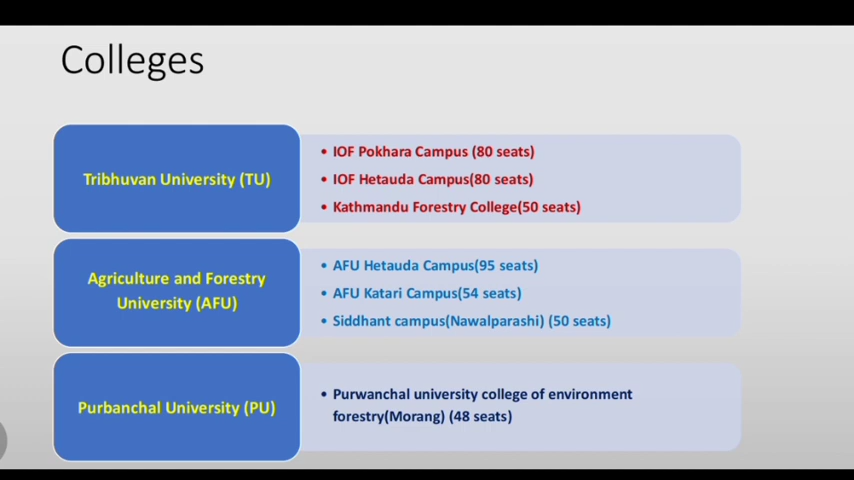 Colleges
Tribhuvan University (TU)
• IOF Pokhara Campus (80 seats)
• IOF Hetauda Campus(80 seats)
• Kathmandu Forestry College(50 seats)
Agriculture and Forestry
University (AFU)
• AFU Hetauda Campus(95 seats)
• AFU Katari Campus(54 seats)
• Siddhant campus(Nawalparashi) (50 seats)
Purbanchal University (PU)
• Purwanchal university college of environment
forestry(Morang) (48 seats)